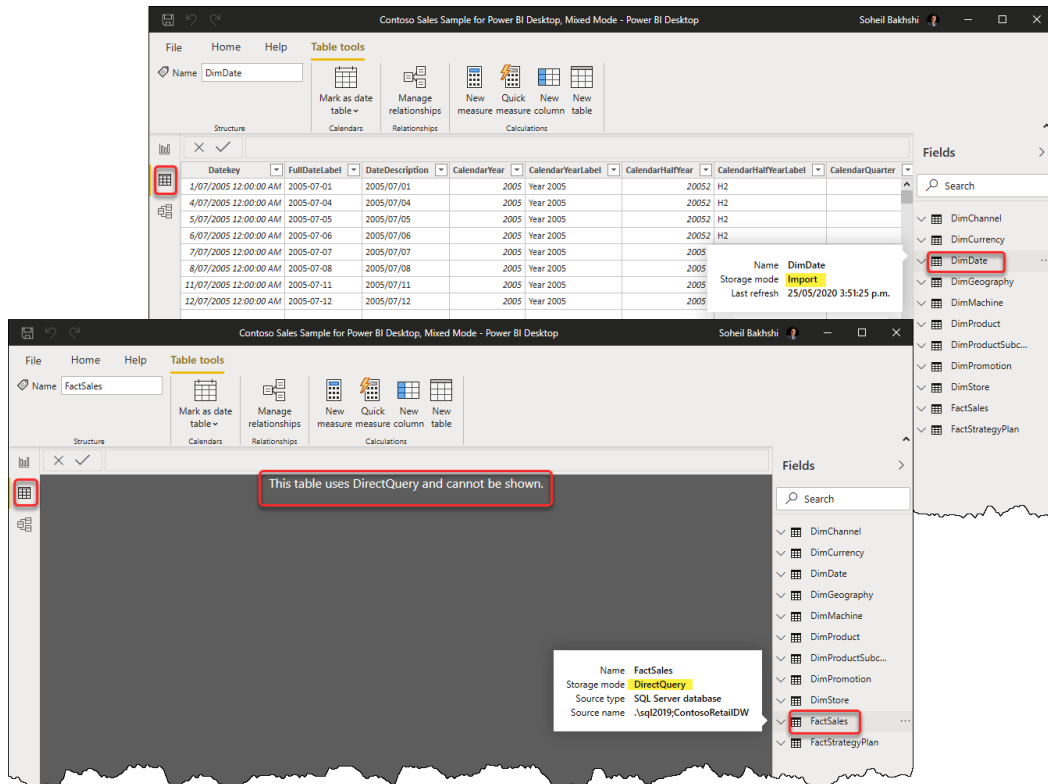 Contoso Sales Sample for Power BI Desktop, Mixed Mode - Power BI Desktop
Soheil Bakhshi
File Home Help Table tools
Name DimDate
Mark as date table
Manage relationships
New measure
Quick measure
New column
New table
Structure
Calendars
Relationships
Calculations
Datekey FullDateLabel DateDescription CalendarYear CalendarYearLabel CalendarHalfYear CalendarHalfYearLabel CalendarQuarter
1/07/2005 12:00:00 AM 2005-07-01 2005/07/01 2005 Year 2005 20052 H2
4/07/2005 12:00:00 AM 2005-07-04 2005/07/04 2005 Year 2005 20052 H2
5/07/2005 12:00:00 AM 2005-07-05 2005/07/05 2005 Year 2005 20052 H2
6/07/2005 12:00:00 AM 2005-07-06 2005/07/06 2005 Year 2005 20052 H2
7/07/2005 12:00:00 AM 2005-07-07 2005/07/07 2005 Year 2005 2005
8/07/2005 12:00:00 AM 2005-07-08 2005/07/08 2005 Year 2005 2005
11/07/2005 12:00:00 AM 2005-07-11 2005/07/11 2005 Year 2005 2005
12/07/2005 12:00:00 AM 2005-07-12 2005/07/12 2005 Year 2005 2005
Name DimDate
Storage mode Import
Last refresh 25/05/2020 3:51:25 p.m.
Fields
Search
DimChannel
DimCurrency
DimDate
DimGeography
DimMachine
DimProduct
DimProductSubc...
DimPromotion
DimStore
FactSales
FactStrategyPlan
Contoso Sales Sample for Power BI Desktop, Mixed Mode - Power BI Desktop
Soheil Bakhshi
File Home Help Table tools
Name FactSales
Mark as date table
Manage relationships
New measure
Quick measure
New column
New table
Structure
Calendars
Relationships
Calculations
This table uses DirectQuery and cannot be shown.
Name FactSales
Storage mode DirectQuery
Source type SQL Server database
Source name .\sql2019;ContosoRetailDW
Fields
Search
DimChannel
DimCurrency
DimDate
DimGeography
DimMachine
DimProduct
DimProductSubc...
DimPromotion
DimStore
FactSales
FactStrategyPlan